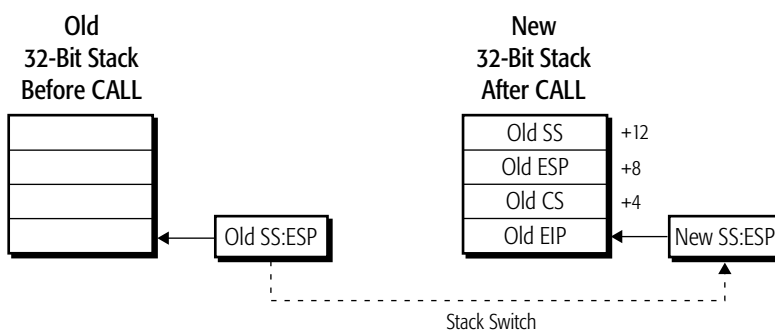 Old
32-Bit Stack
Before CALL
New
32-Bit Stack
After CALL
Old SS +12
Old ESP +8
Old CS +4
Old EIP
Old SS:ESP
New SS:ESP
Stack Switch